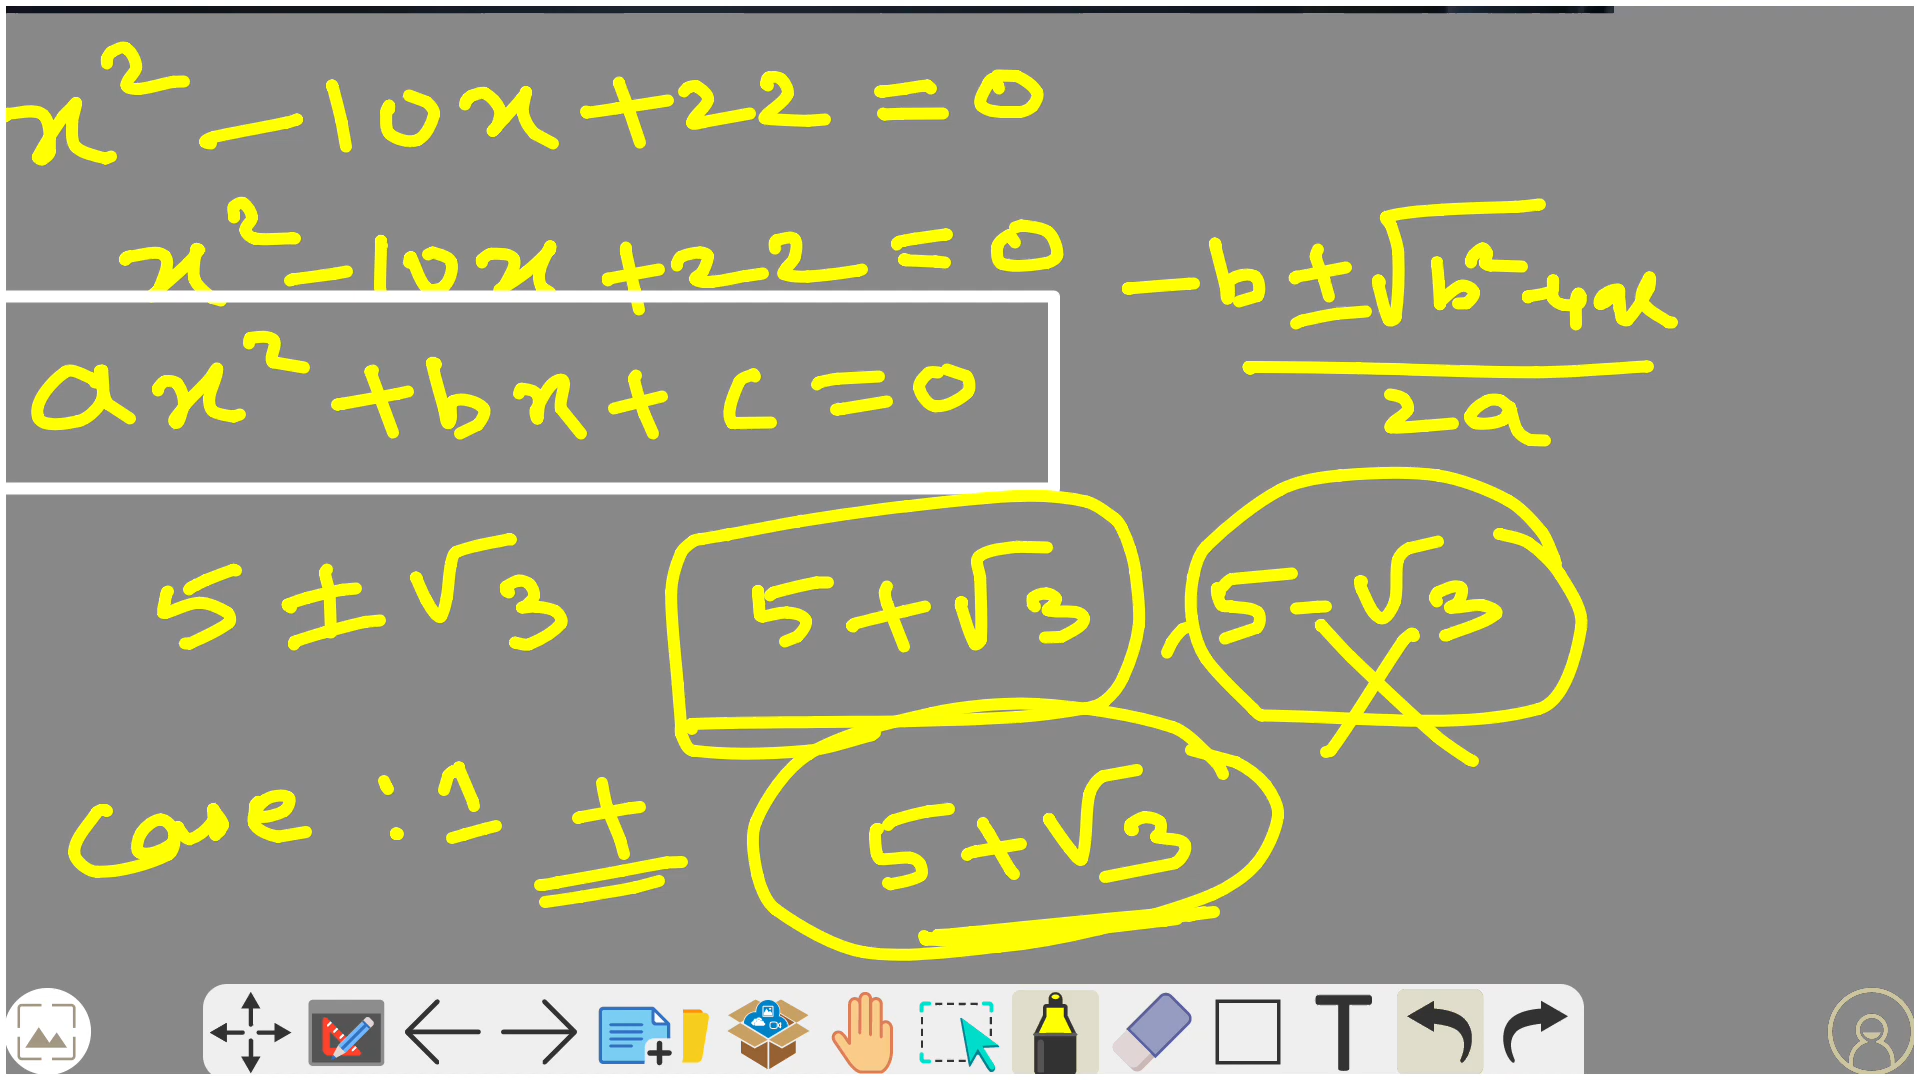 x² - 10x + 22 = 0
x² - 10x + 22 = 0
-b ± √b² - 4x
2a
ax² + bx + c = 0
5 ± √3 5 + √3 , 5 - √3
case : 1 + 5 + √3
T